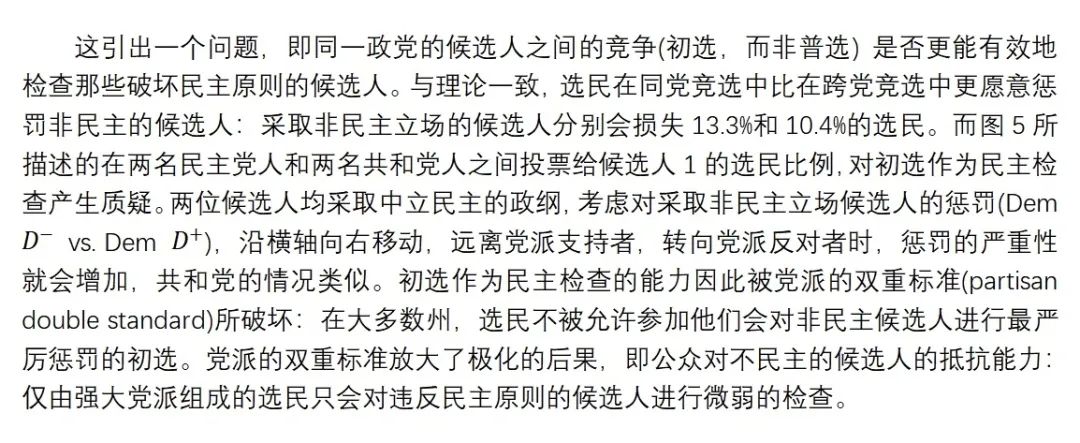 这引出一个问题，即同一政党的候选人之间的竞争(初选，而非普选) 是否更能有效地
检查那些破坏民主原则的候选人。与理论一致，选民在同党竞选中比在跨党竞选中更愿意惩
罚非民主的候选人：采取非民主立场的候选人分别会损失 13.3%和 10.4%的选民。而图 5 所
描述的在两名民主党人和两名共和党人之间投票给候选人 1 的选民比例，对初选作为民主检
查产生质疑。两位候选人均采取中立民主的政纲，考虑对采取非民主立场候选人的惩罚(Dem
D⁻ vs. Dem D⁺)，沿横轴向右移动，远离党派支持者，转向党派反对者时，惩罚的严重性
就会增加，共和党的情况类似。初选作为民主检查的能力因此被党派的双重标准(partisan
double standard)所破坏：在大多数州，选民不被允许参加他们会对非民主候选人进行最严
厉惩罚的初选。党派的双重标准放大了极化的后果，即公众对不民主的候选人的抵抗能力：
仅由强大党派组成的选民只会对违反民主原则的候选人进行微弱的检查。